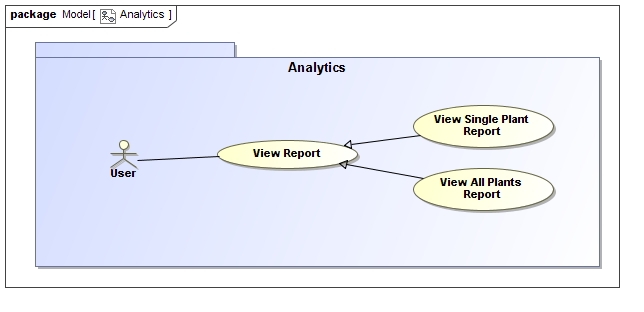 package Model[ Analytics ]
Analytics
User
View Report
View Single Plant
Report
View All Plants
Report